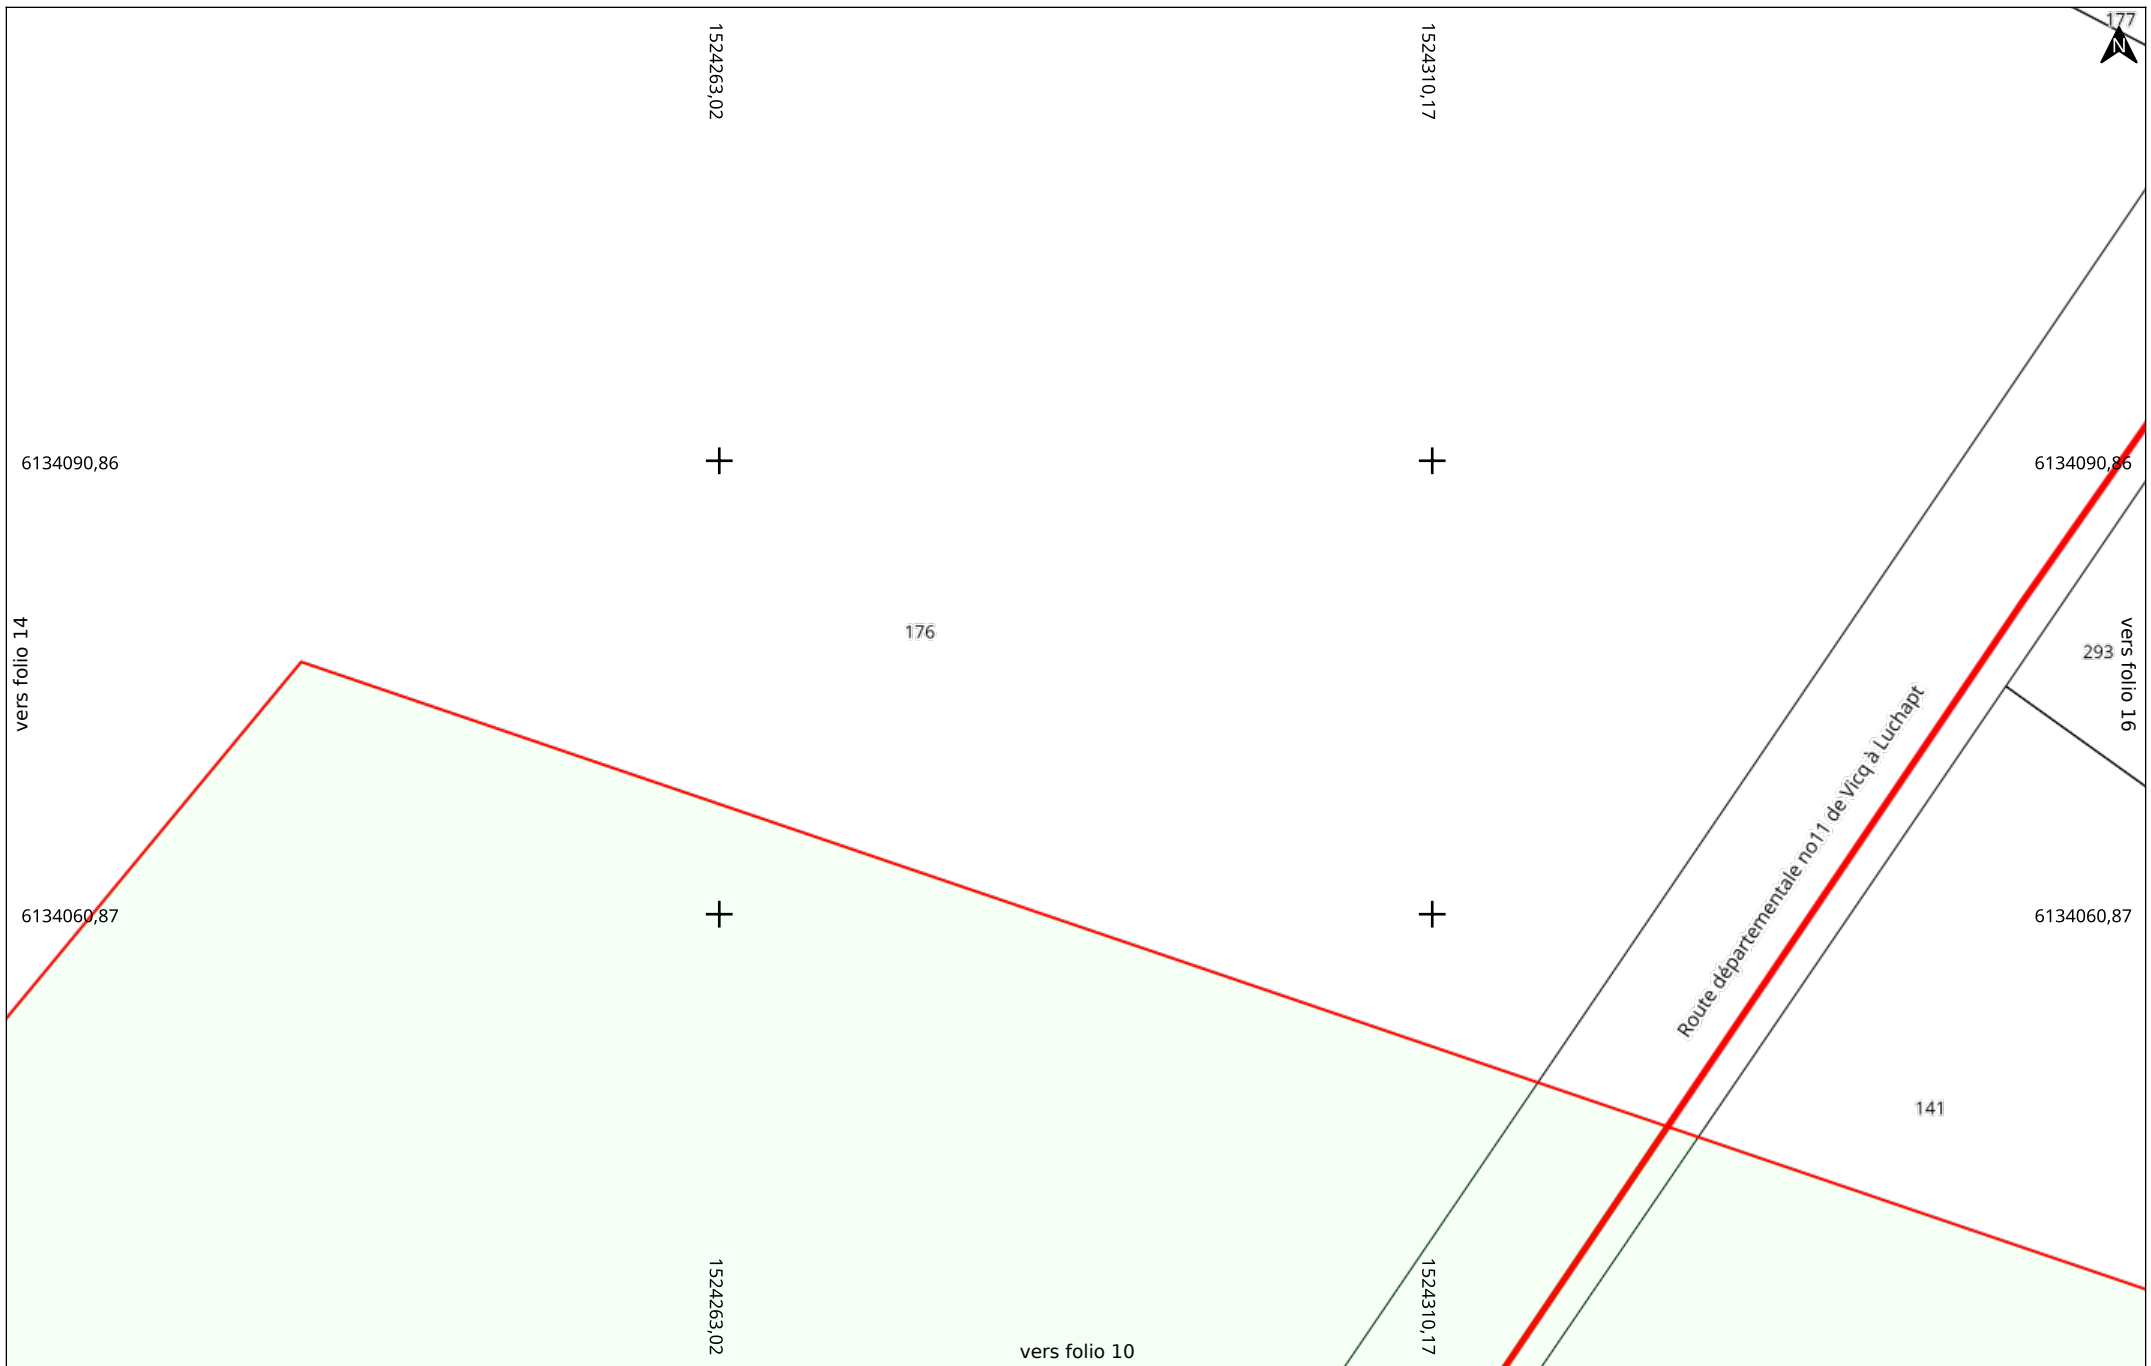 177
N
1524263,02
1524310,17
6134090,86
6134090,86
176
vers folio 14
293
vers folio 16
Route départementale no11 de Vicq à Luchapt
6134060,87
6134060,87
141
1524263,02
1524310,17
vers folio 10